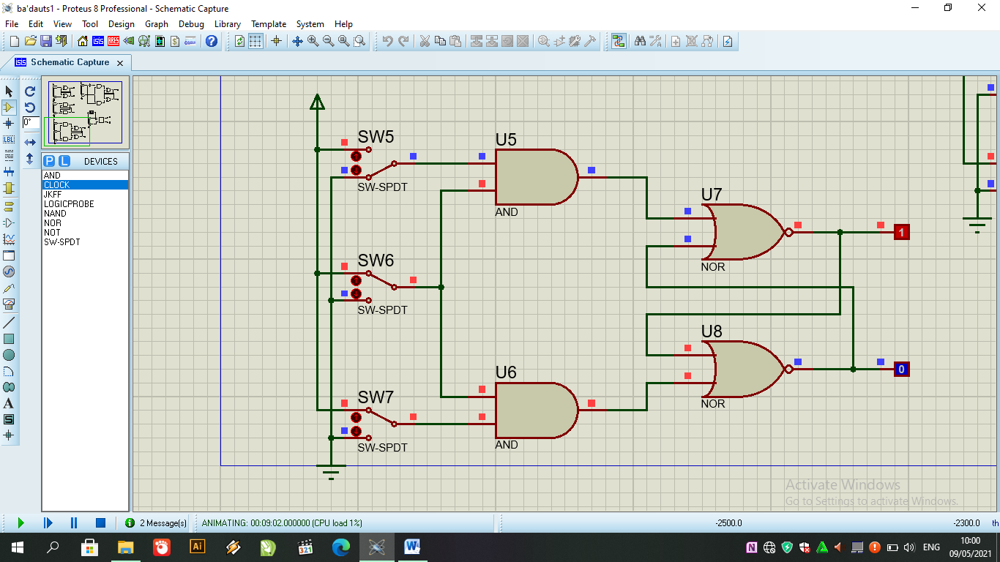 ba'dauts1 - Proteus 8 Professional - Schematic Capture
File Edit View Tool Design Graph Debug Library Template System Help
Schematic Capture
0°
LBL
P L DEVICES
AND
CLOCK
JKFF
LOGICPROBE
NAND
NOR
NOT
SW-SPDT
A
S
SW5
SW-SPDT
U5
AND
U7
NOR
1
SW6
SW-SPDT
U8
NOR
0
SW7
SW-SPDT
U6
AND
Activate Windows
Go to Settings to activate Windows.
2 Message(s)
ANIMATING: 00:09:02.000000 (CPU load 1%)
-2500.0
-2300.0
th
Ai
321
W
N
ENG
10:00
09/05/2021